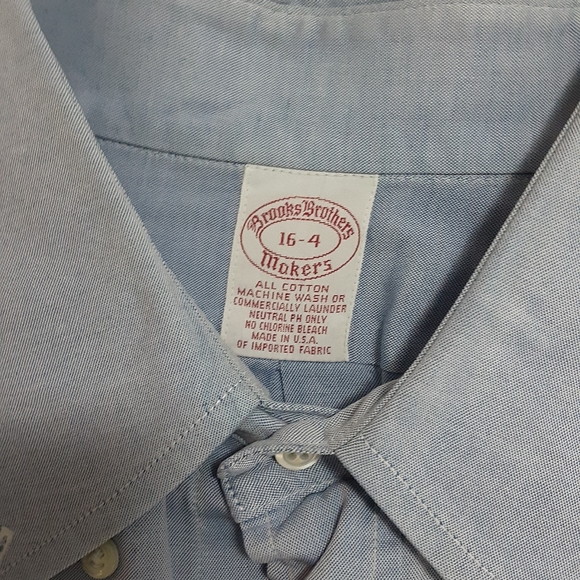 Brooks Brothers
16-4
Makers
ALL COTTON
MACHINE WASH OR
COMMERCIALLY LAUNDER
NEUTRAL PH ONLY
NO CHLORINE BLEACH
MADE IN U.S.A.
OF IMPORTED FABRIC